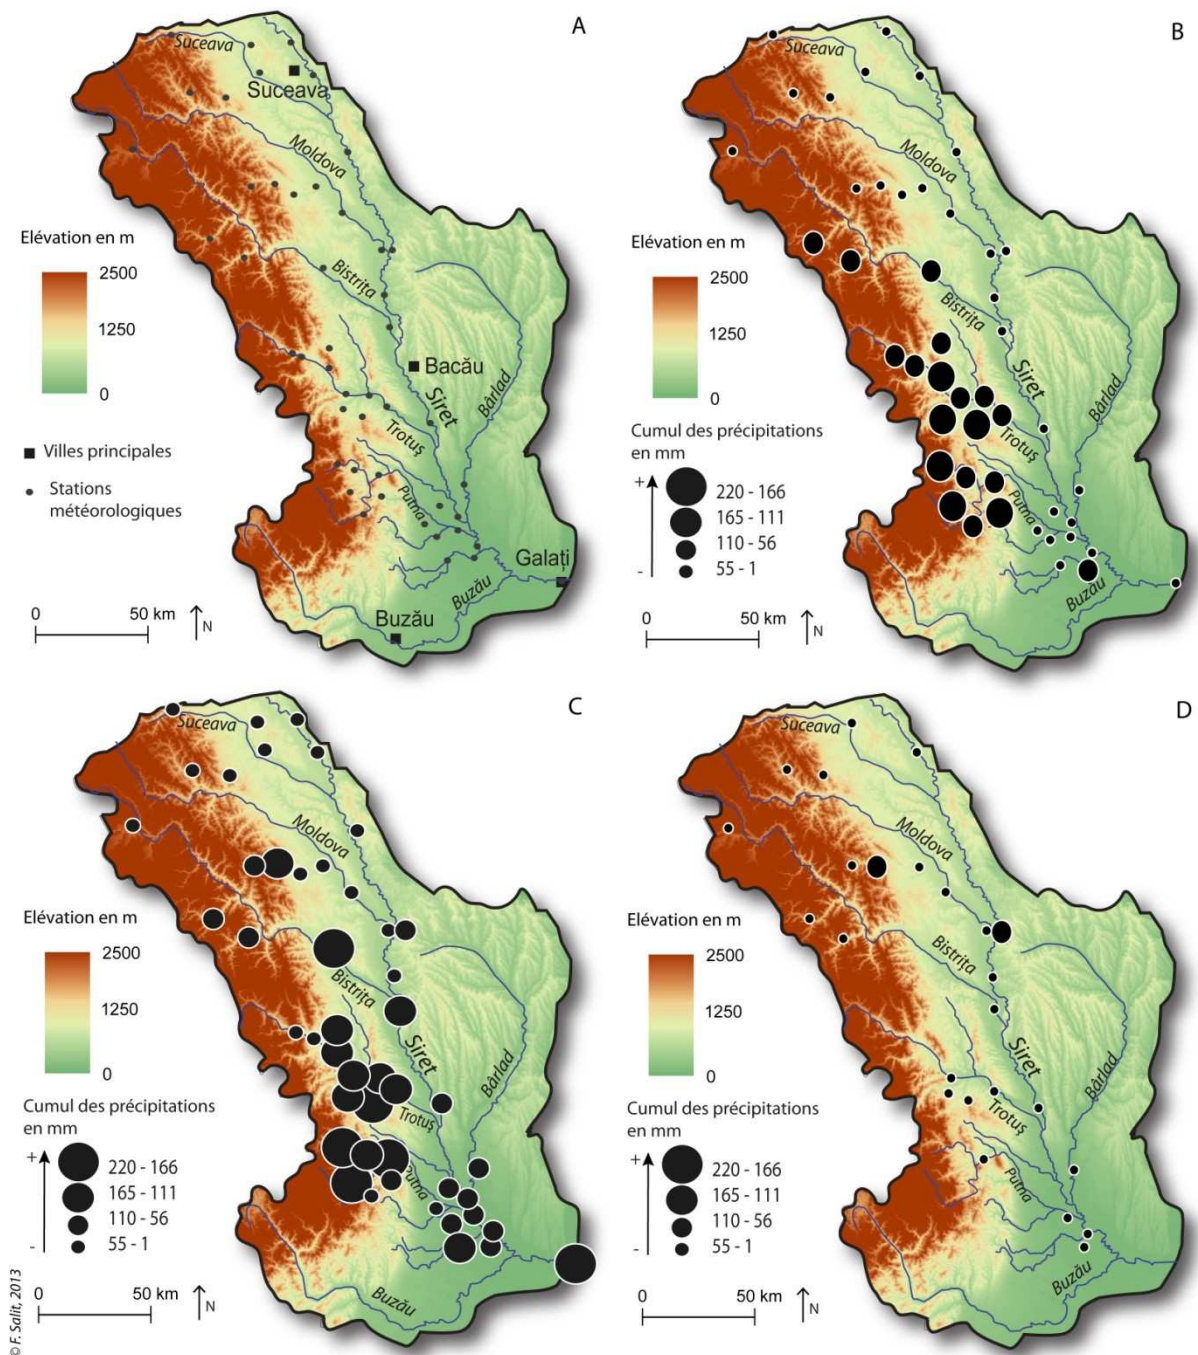 A
Suceava
Suceava
Moldova
Elévation en m
2500
1250
0
Bistrița
Bacău
Siret
Bârlad
Trotuș
Villes principales
Stations
météorologiques
Putna
Galați
Buzău
Buzău
0 50 km
N
B
Suceava
Moldova
Elévation en m
2500
1250
0
Bistrița
Siret
Bârlad
Trotuș
Cumul des précipitations
en mm
+
220 - 166
165 - 111
110 - 56
55 - 1
-
Putna
Buzău
0 50 km
N
C
Suceava
Moldova
Elévation en m
2500
1250
0
Bistrița
Siret
Bârlad
Trotuș
Cumul des précipitations
en mm
+
220 - 166
165 - 111
110 - 56
55 - 1
-
Putna
Buzău
0 50 km
N
© F. Salit, 2013
D
Suceava
Moldova
Elévation en m
2500
1250
0
Bistrița
Siret
Bârlad
Trotuș
Cumul des précipitations
en mm
+
220 - 166
165 - 111
110 - 56
55 - 1
-
Putna
Buzău
0 50 km
N